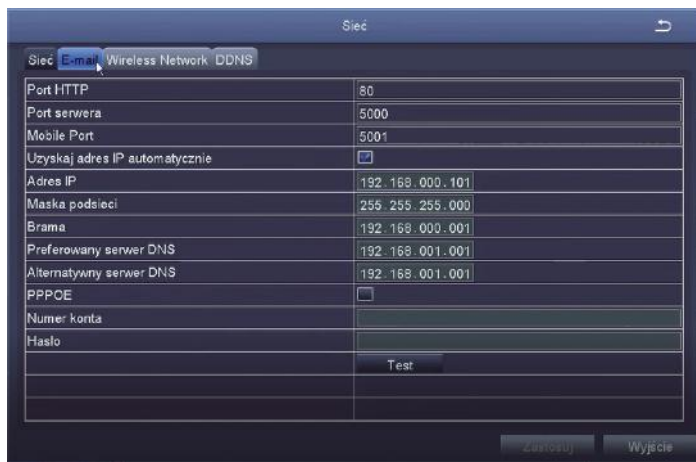 Sieć
Sieć E-mail Wireless Network DDNS
Port HTTP 80
Port serwera 5000
Mobile Port 5001
Uzyskaj adres IP automatycznie
Adres IP 192.168.000.101
Maska podsieci 255.255.255.000
Brama 192.168.000.001
Preferowany serwer DNS 192.168.001.001
Alternatywny serwer DNS 192.168.001.001
PPPOE
Numer konta
Hasło
Test
Zastosuj Wyjście